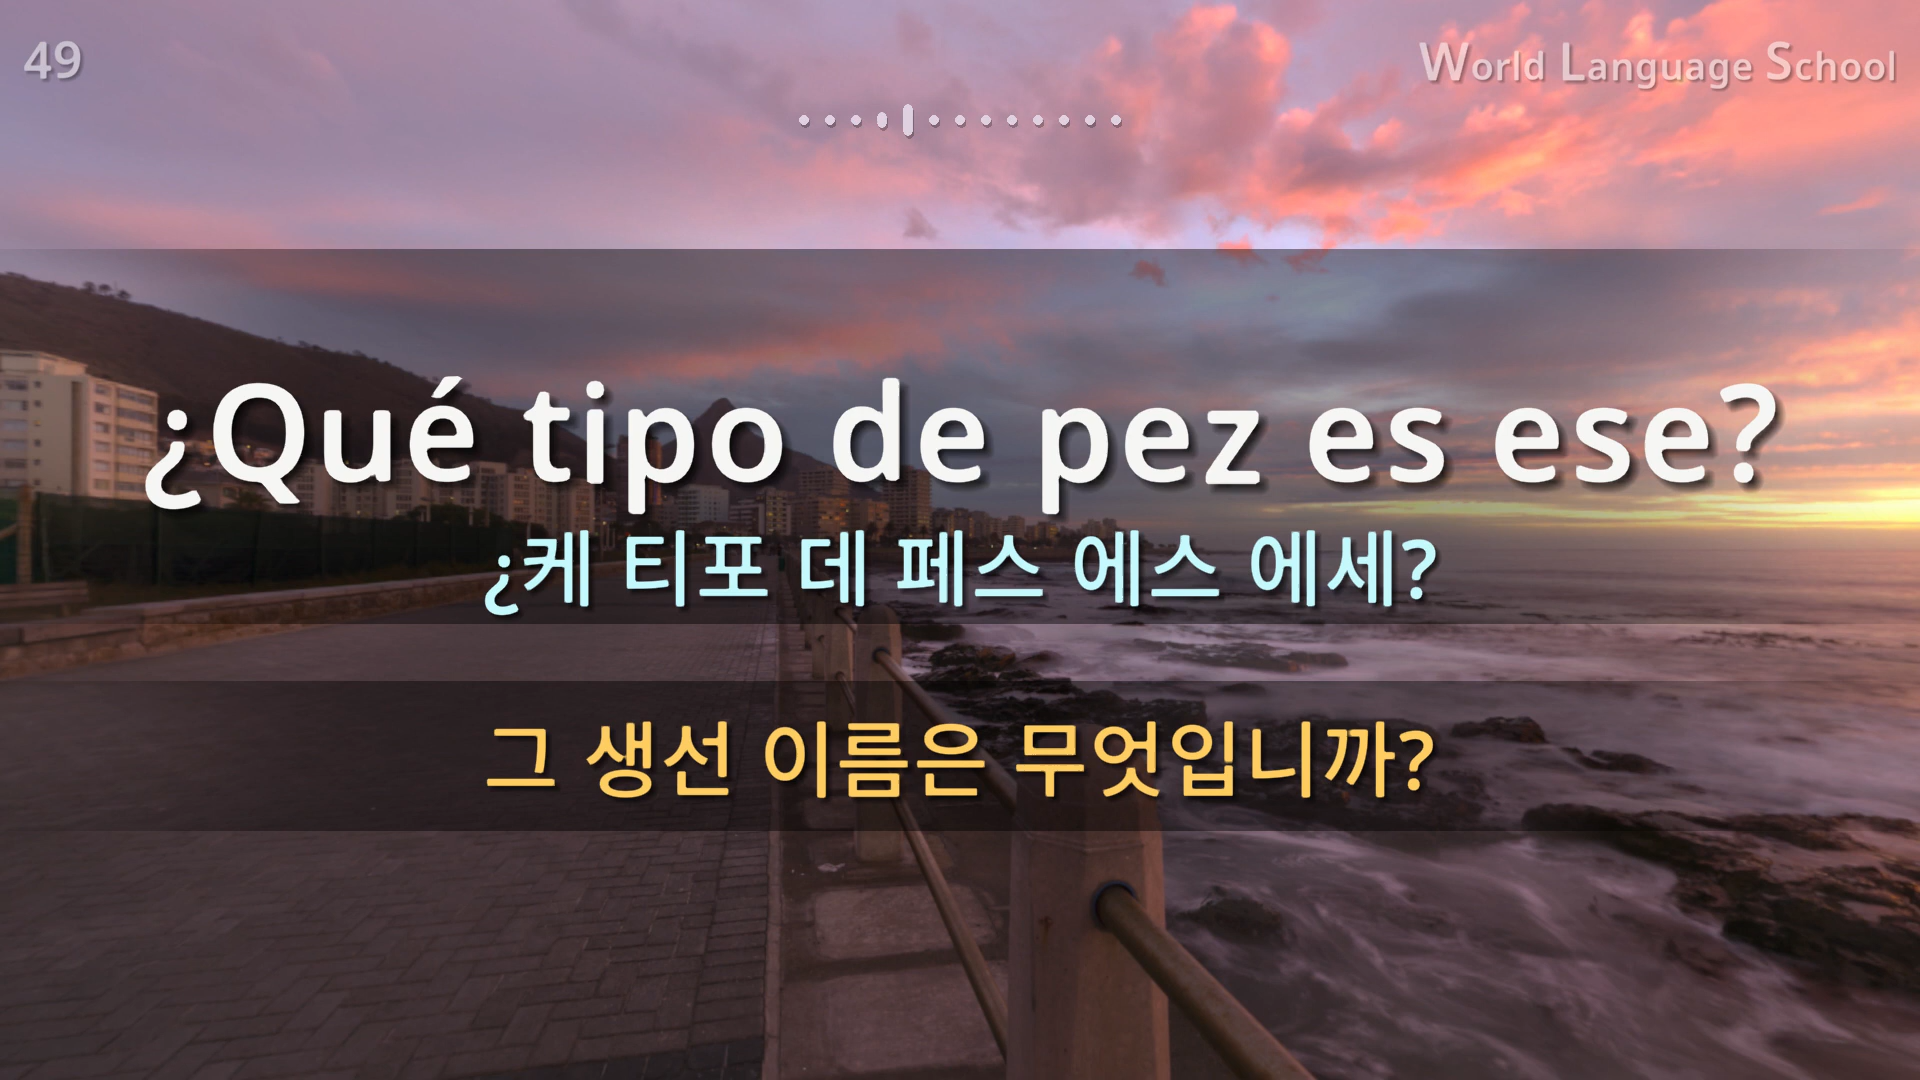 49
World Language School
¿Qué tipo de pez es ese?
¿케 티포 데 페스 에스 에세?
그 생선 이름은 무엇입니까?